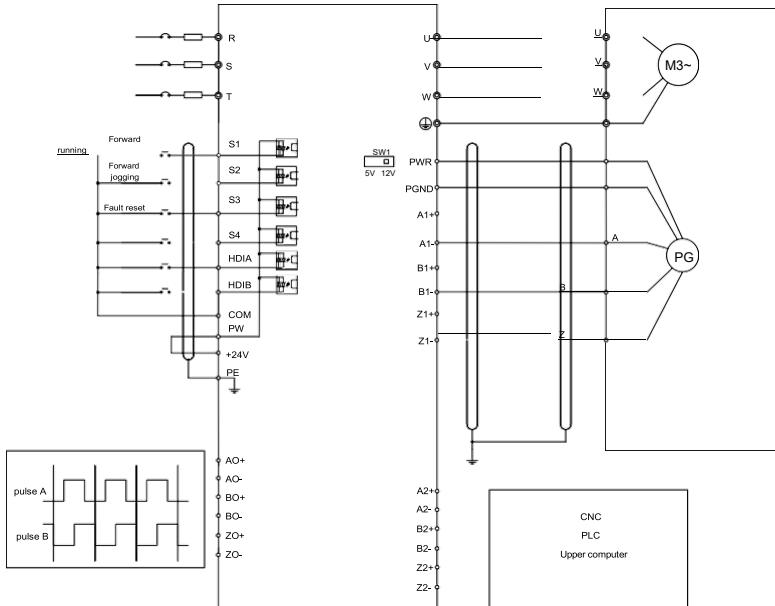 R
S
T
Forward
running
Forward
jogging
Fault reset
S1
S2
S3
S4
HDIA
HDIB
COM
PW
+24V
PE
U
V
W
U
V
W
M3~
SW1
5V 12V
PWR
PGND
A1+
A1-
B1+
B1-
Z1+
Z1-
A
B
Z
PG
pulse A
pulse B
AO+
AO-
BO+
BO-
ZO+
ZO-
A2+
A2-
B2+
B2-
Z2+
Z2-
CNC
PLC
Upper computer